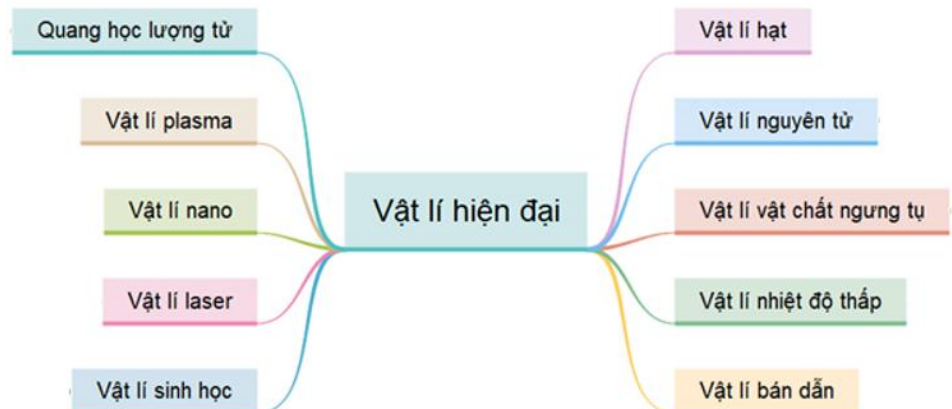 Quang học lượng tử
Vật lí plasma
Vật lí nano
Vật lí laser
Vật lí sinh học
Vật lí hiện đại
Vật lí hạt
Vật lí nguyên tử
Vật lí vật chất ngưng tụ
Vật lí nhiệt độ thấp
Vật lí bán dẫn